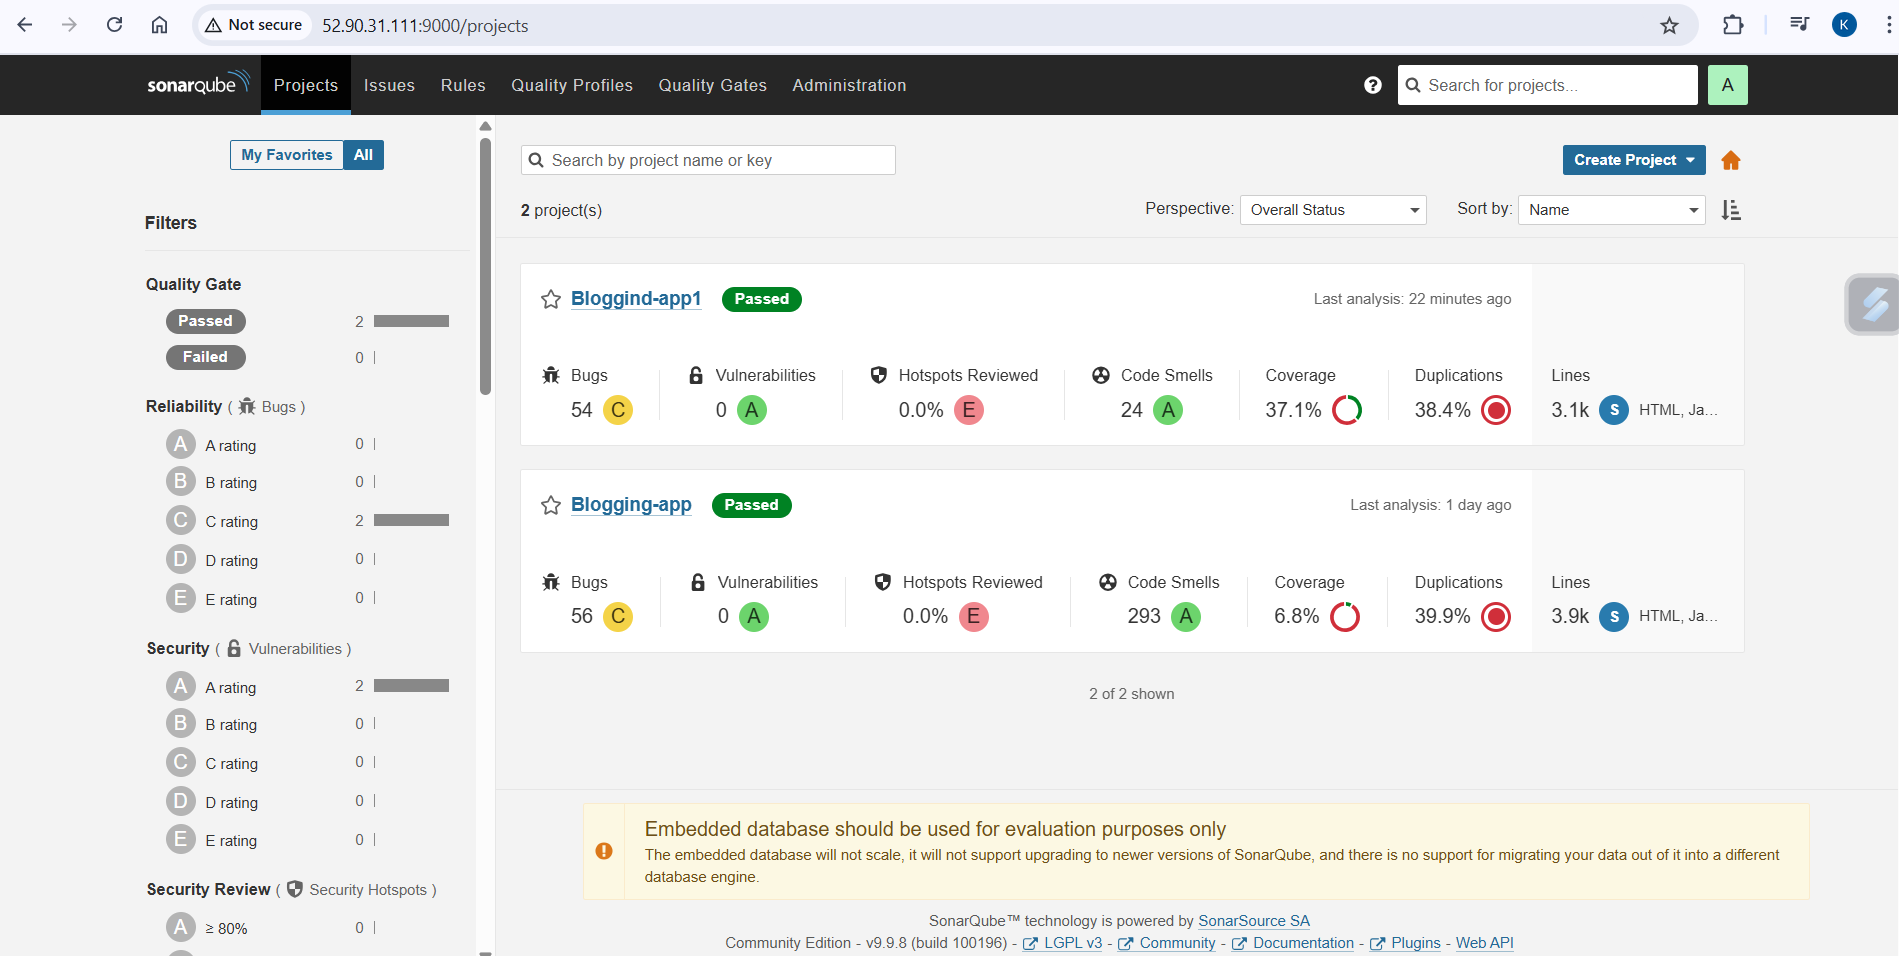 Not secure 52.90.31.111:9000/projects K
sonarqube Projects Issues Rules Quality Profiles Quality Gates Administration ? Search for projects... A
My Favorites All
Filters
Quality Gate
Passed 2
Failed 0
Reliability ( Bugs )
A A rating 0
B B rating 0
C C rating 2
D D rating 0
E E rating 0
Security ( Vulnerabilities )
A A rating 2
B B rating 0
C C rating 0
D D rating 0
E E rating 0
Security Review ( Security Hotspots )
A ≥ 80% 0
Search by project name or key Create Project
2 project(s) Perspective: Overall Status Sort by: Name
Bloggind-app1 Passed Last analysis: 22 minutes ago
Bugs Vulnerabilities Hotspots Reviewed Code Smells Coverage Duplications Lines
54 C 0 A 0.0% E 24 A 37.1% 38.4% 3.1k S HTML, Ja...
Blogging-app Passed Last analysis: 1 day ago
Bugs Vulnerabilities Hotspots Reviewed Code Smells Coverage Duplications Lines
56 C 0 A 0.0% E 293 A 6.8% 39.9% 3.9k S HTML, Ja...
2 of 2 shown
Embedded database should be used for evaluation purposes only
The embedded database will not scale, it will not support upgrading to newer versions of SonarQube, and there is no support for migrating your data out of it into a different
database engine.
SonarQube™ technology is powered by SonarSource SA
Community Edition - v9.9.8 (build 100196) - LGPL v3 - Community - Documentation - Plugins - Web API